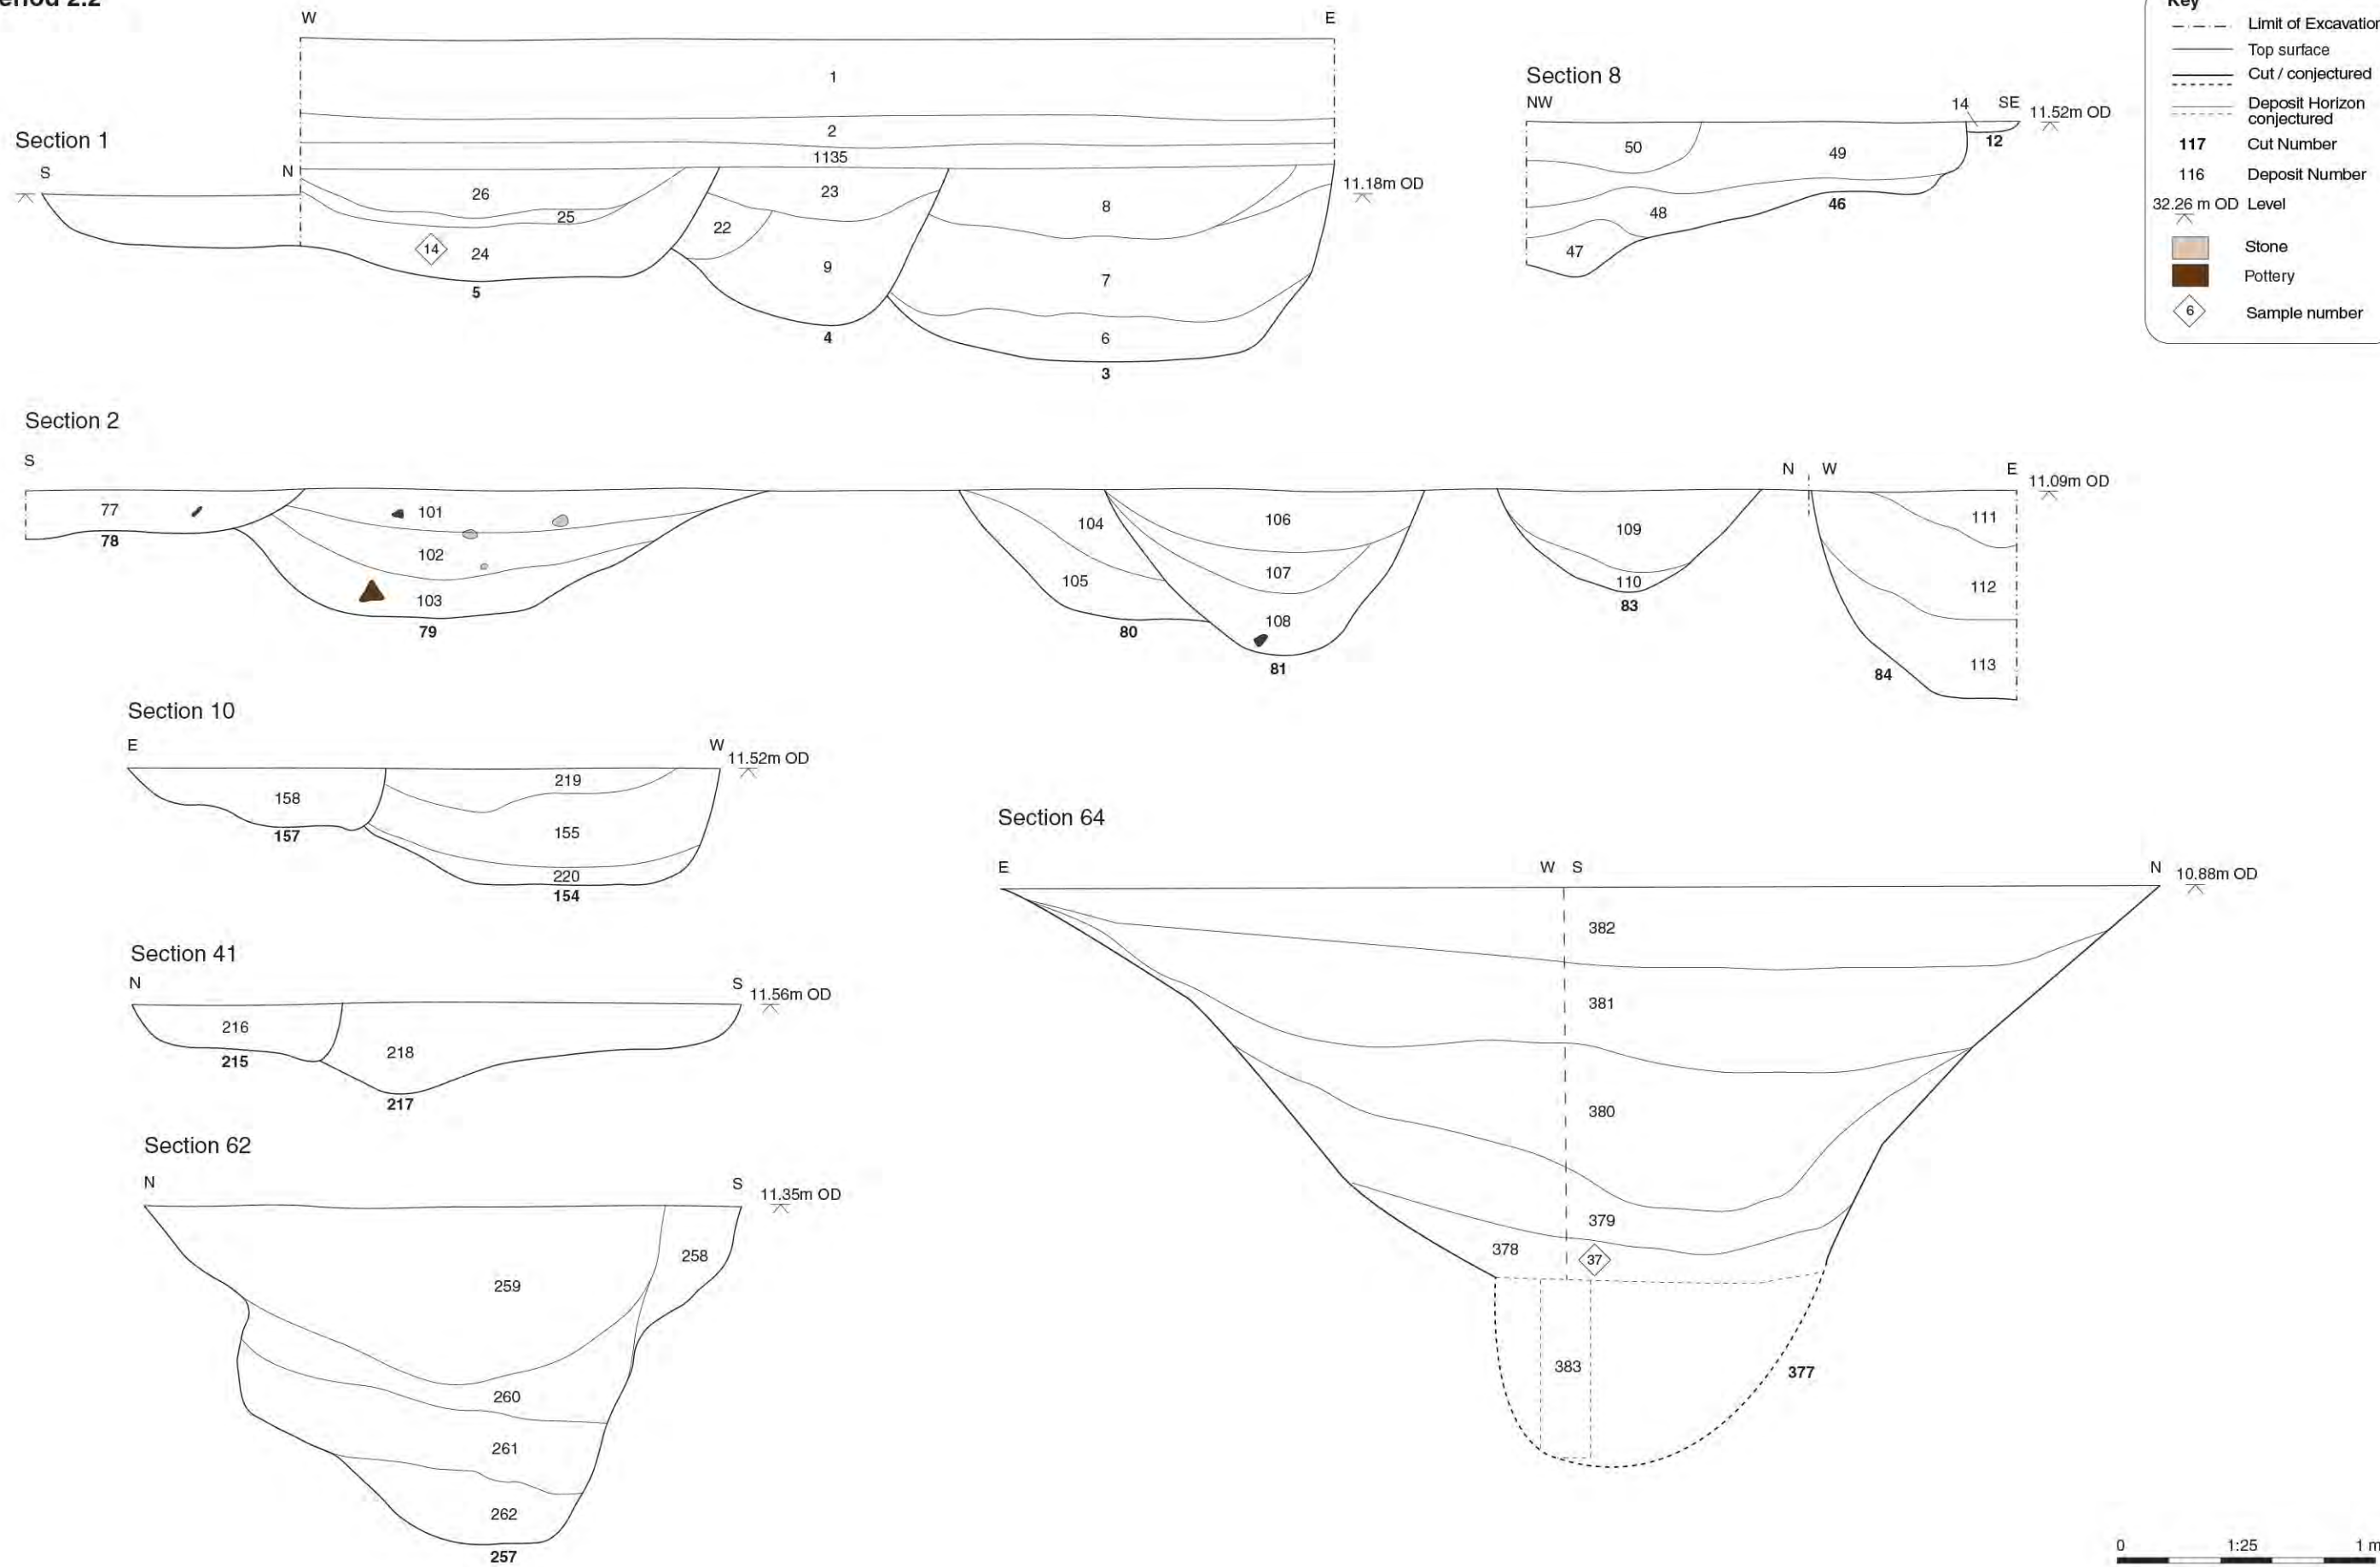 2.2
W
E
1
2
1135
Section 1
S
N
26
25
14
24
5
22
23
9
4
8
7
6
3
11.18m OD
Section 8
NW
14
SE
11.52m OD
50
49
12
48
46
47
Key
Limit of Excavation
Top surface
Cut / conjectured
Deposit Horizon
conjectured
117 Cut Number
116 Deposit Number
32.26 m OD Level
Stone
Pottery
6 Sample number
Section 2
S
N W
E
11.09m OD
77
78
101
102
103
79
104
105
80
106
107
108
81
109
110
83
111
112
113
84
Section 10
E
W
11.52m OD
158
157
219
155
220
154
Section 41
N
S
11.56m OD
216
215
218
217
Section 62
N
S
11.35m OD
258
259
260
261
262
257
Section 64
E
W S
N
10.88m OD
382
381
380
379
378
37
383
377
0 1:25 1 m